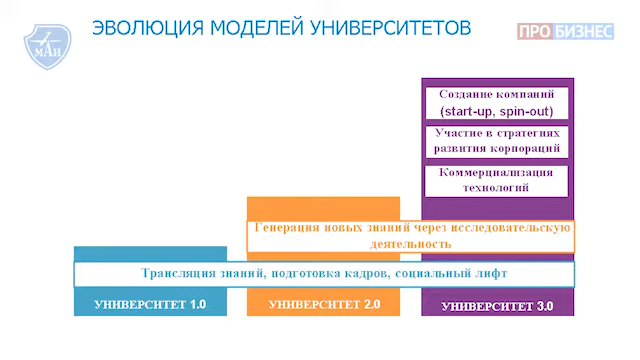 ЭВОЛЮЦИЯ МОДЕЛЕЙ УНИВЕРСИТЕТОВ
МАИ
ПРО БИЗНЕС
Создание компаний
(start-up, spin-out)
Участие в стратегиях
развития корпораций
Коммерциализация
технологий
Генерация новых знаний через исследовательскую
деятельность
Трансляция знаний, подготовка кадров, социальный лифт
УНИВЕРСИТЕТ 1.0
УНИВЕРСИТЕТ 2.0
УНИВЕРСИТЕТ 3.0